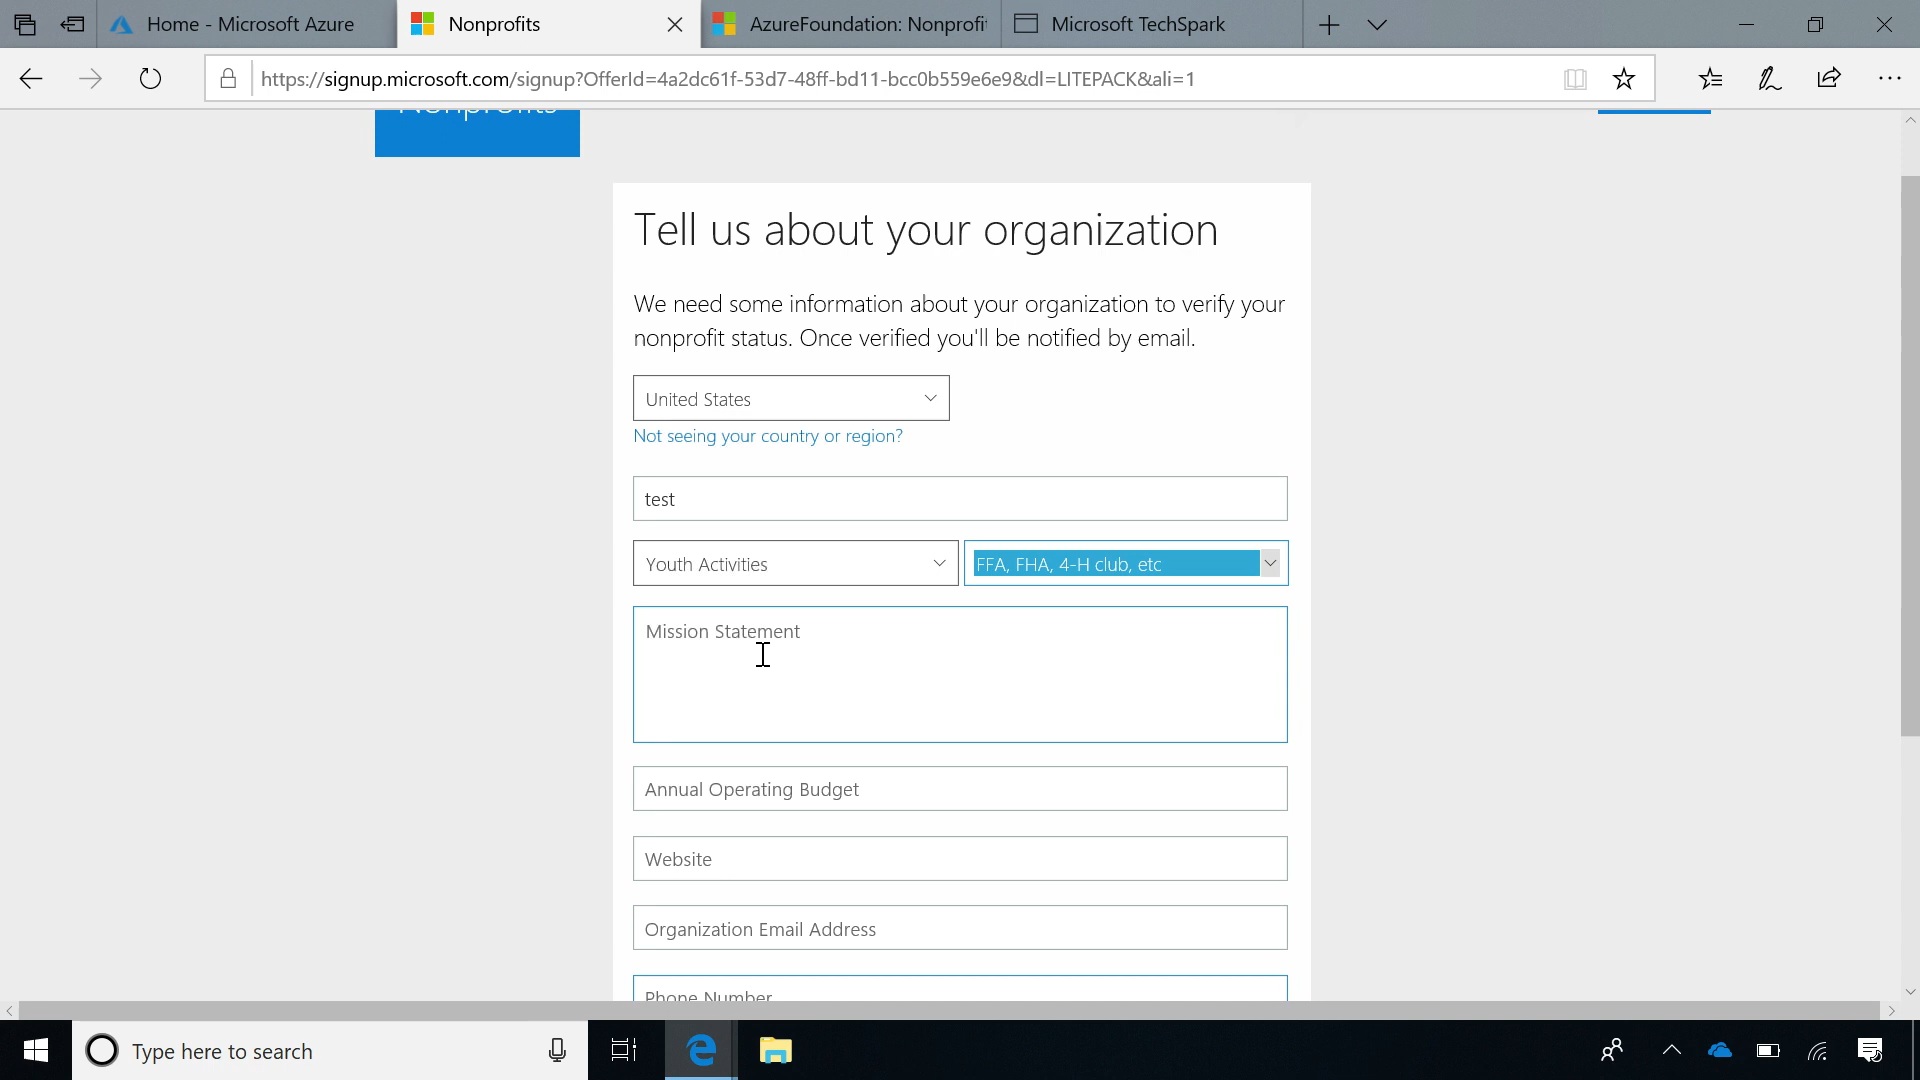 Home - Microsoft Azure
Nonprofits
AzureFoundation: Nonprofi
Microsoft TechSpark
https://signup.microsoft.com/signup?OfferId=4a2dc61f-53d7-48ff-bd11-bcc0b559e6e9&dl=LITEPACK&ali=1
Nonprofits
Tell us about your organization
We need some information about your organization to verify your
nonprofit status. Once verified you'll be notified by email.
United States
Not seeing your country or region?
test
Youth Activities
FFA, FHA, 4-H club, etc
Mission Statement
Annual Operating Budget
Website
Organization Email Address
Phone Number
Type here to search